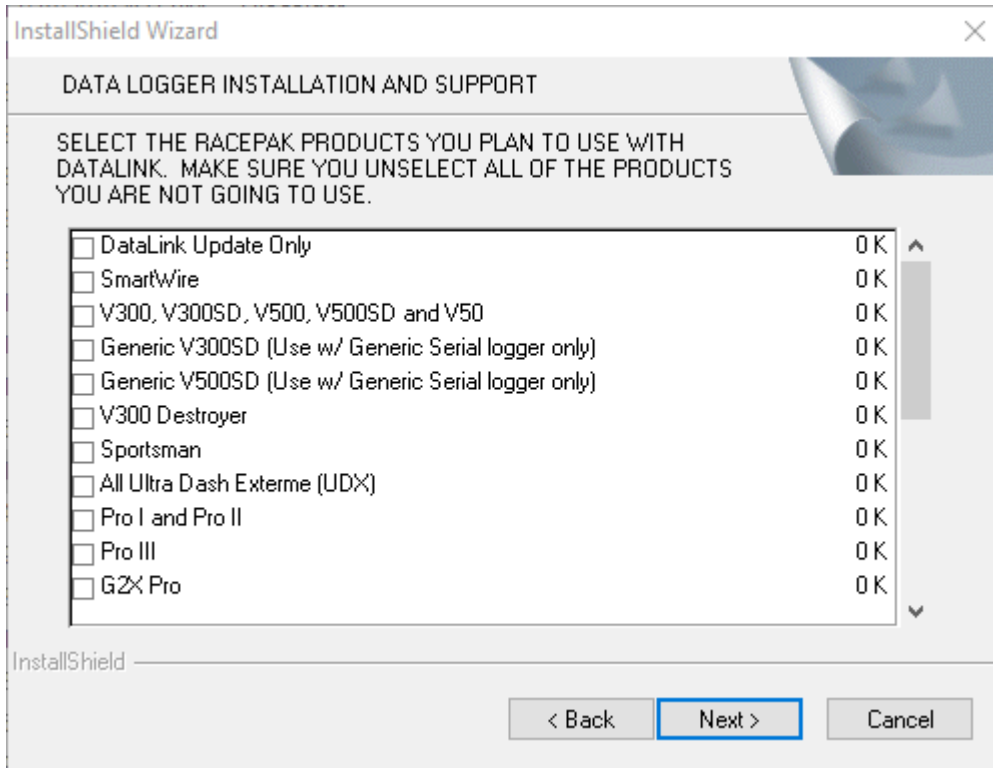 InstallShield Wizard
DATA LOGGER INSTALLATION AND SUPPORT
SELECT THE RACEPAK PRODUCTS YOU PLAN TO USE WITH
DATALINK. MAKE SURE YOU UNSELECT ALL OF THE PRODUCTS
YOU ARE NOT GOING TO USE.
DataLink Update Only 0 K
SmartWire 0 K
V300, V300SD, V500, V500SD and V50 0 K
Generic V300SD (Use w/ Generic Serial logger only) 0 K
Generic V500SD (Use w/ Generic Serial logger only) 0 K
V300 Destroyer 0 K
Sportsman 0 K
All Ultra Dash Externe (UDX) 0 K
Pro I and Pro II 0 K
Pro III 0 K
G2X Pro 0 K
InstallShield
< Back Next > Cancel